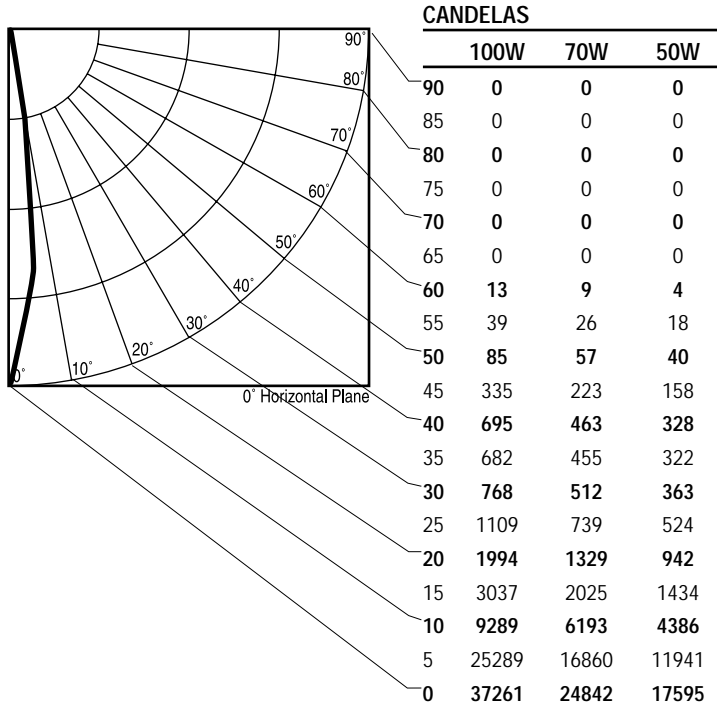 CANDELAS
100W 70W 50W
90 0 0 0
85 0 0 0
80 0 0 0
75 0 0 0
70 0 0 0
65 0 0 0
60 13 9 4
55 39 26 18
50 85 57 40
45 335 223 158
40 695 463 328
35 682 455 322
30 768 512 363
25 1109 739 524
20 1994 1329 942
15 3037 2025 1434
10 9289 6193 4386
5 25289 16860 11941
0 37261 24842 17595
90°
80°
70°
60°
50°
40°
30°
20°
10°
0°
0° Horizontal Plane